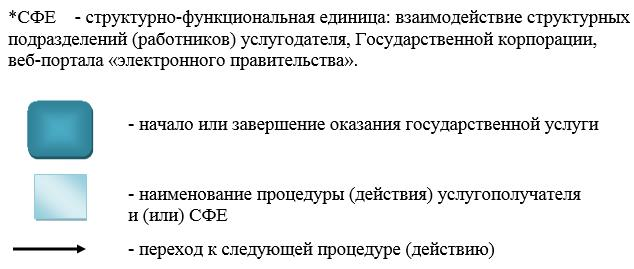 *СФЕ - структурно-функциональная единица: взаимодействие структурных
подразделений (работников) услугодателя, Государственной корпорации,
веб-портала «электронного правительства».
- начало или завершение оказания государственной услуги
- наименование процедуры (действия) услугополучателя
и (или) СФЕ
- переход к следующей процедуре (действию)